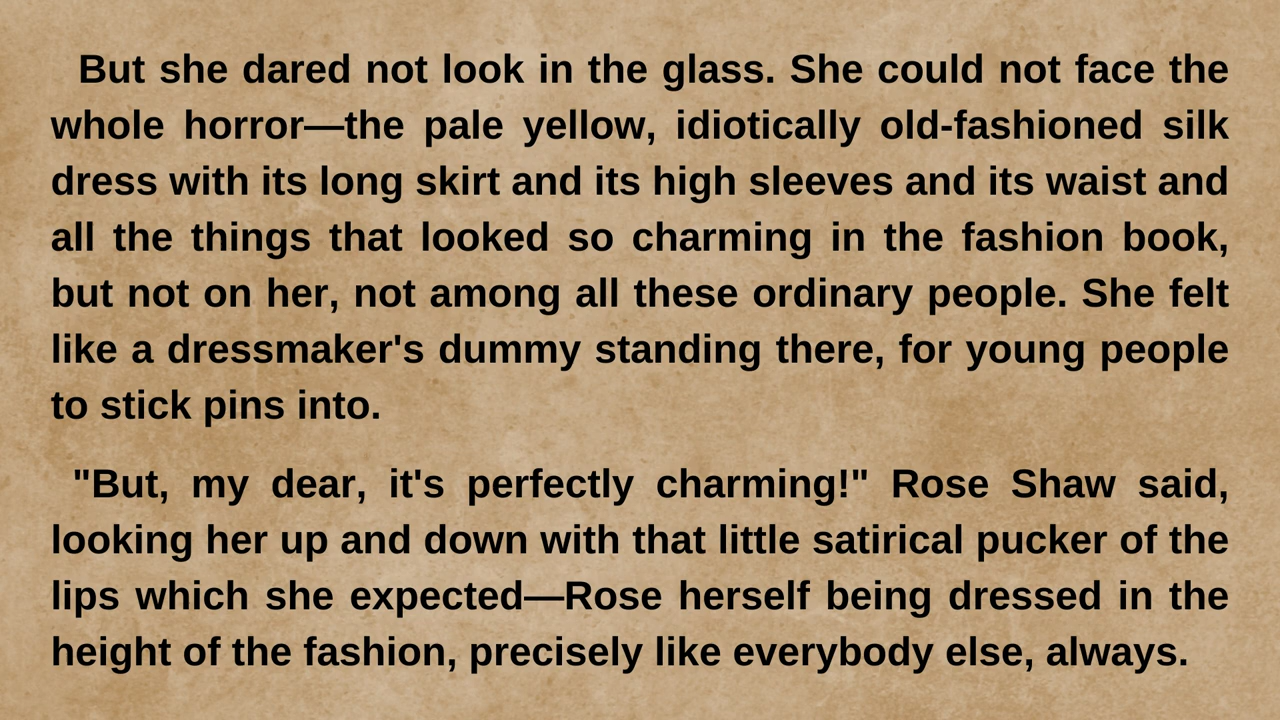 But she dared not look in the glass. She could not face the
whole horror—the pale yellow, idiotically old-fashioned silk
dress with its long skirt and its high sleeves and its waist and
all the things that looked so charming in the fashion book,
but not on her, not among all these ordinary people. She felt
like a dressmaker's dummy standing there, for young people
to stick pins into.
"But, my dear, it's perfectly charming!" Rose Shaw said,
looking her up and down with that little satirical pucker of the
lips which she expected—Rose herself being dressed in the
height of the fashion, precisely like everybody else, always.